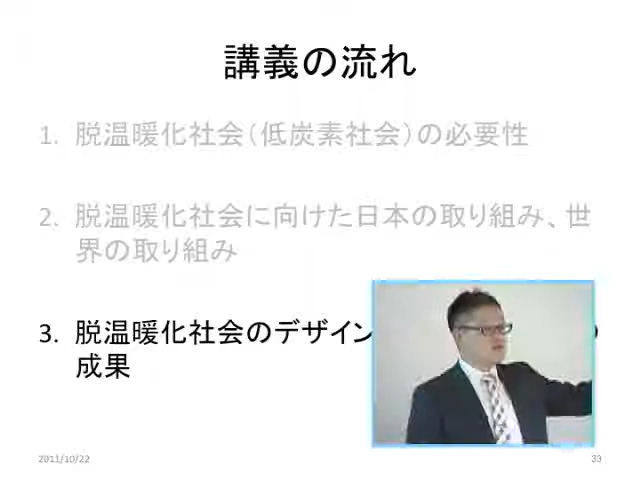 講義の流れ
1. 脱温暖化社会（低炭素社会）の必要性
2. 脱温暖化社会に向けた日本の取り組み、世
界の取り組み
3. 脱温暖化社会のデザイン
成果
2011/10/22
33